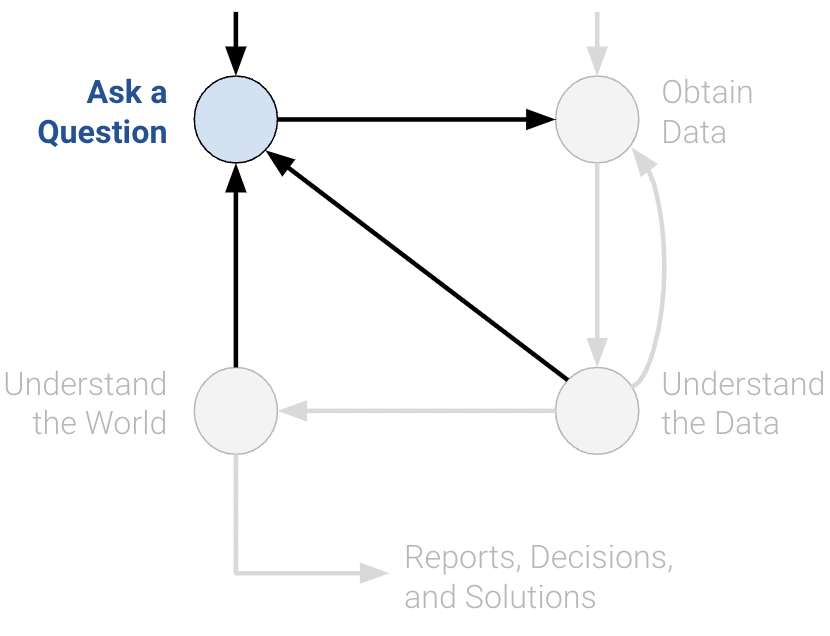 Ask a
Question
Obtain
Data
Understand
the World
Understand
the Data
Reports, Decisions,
and Solutions